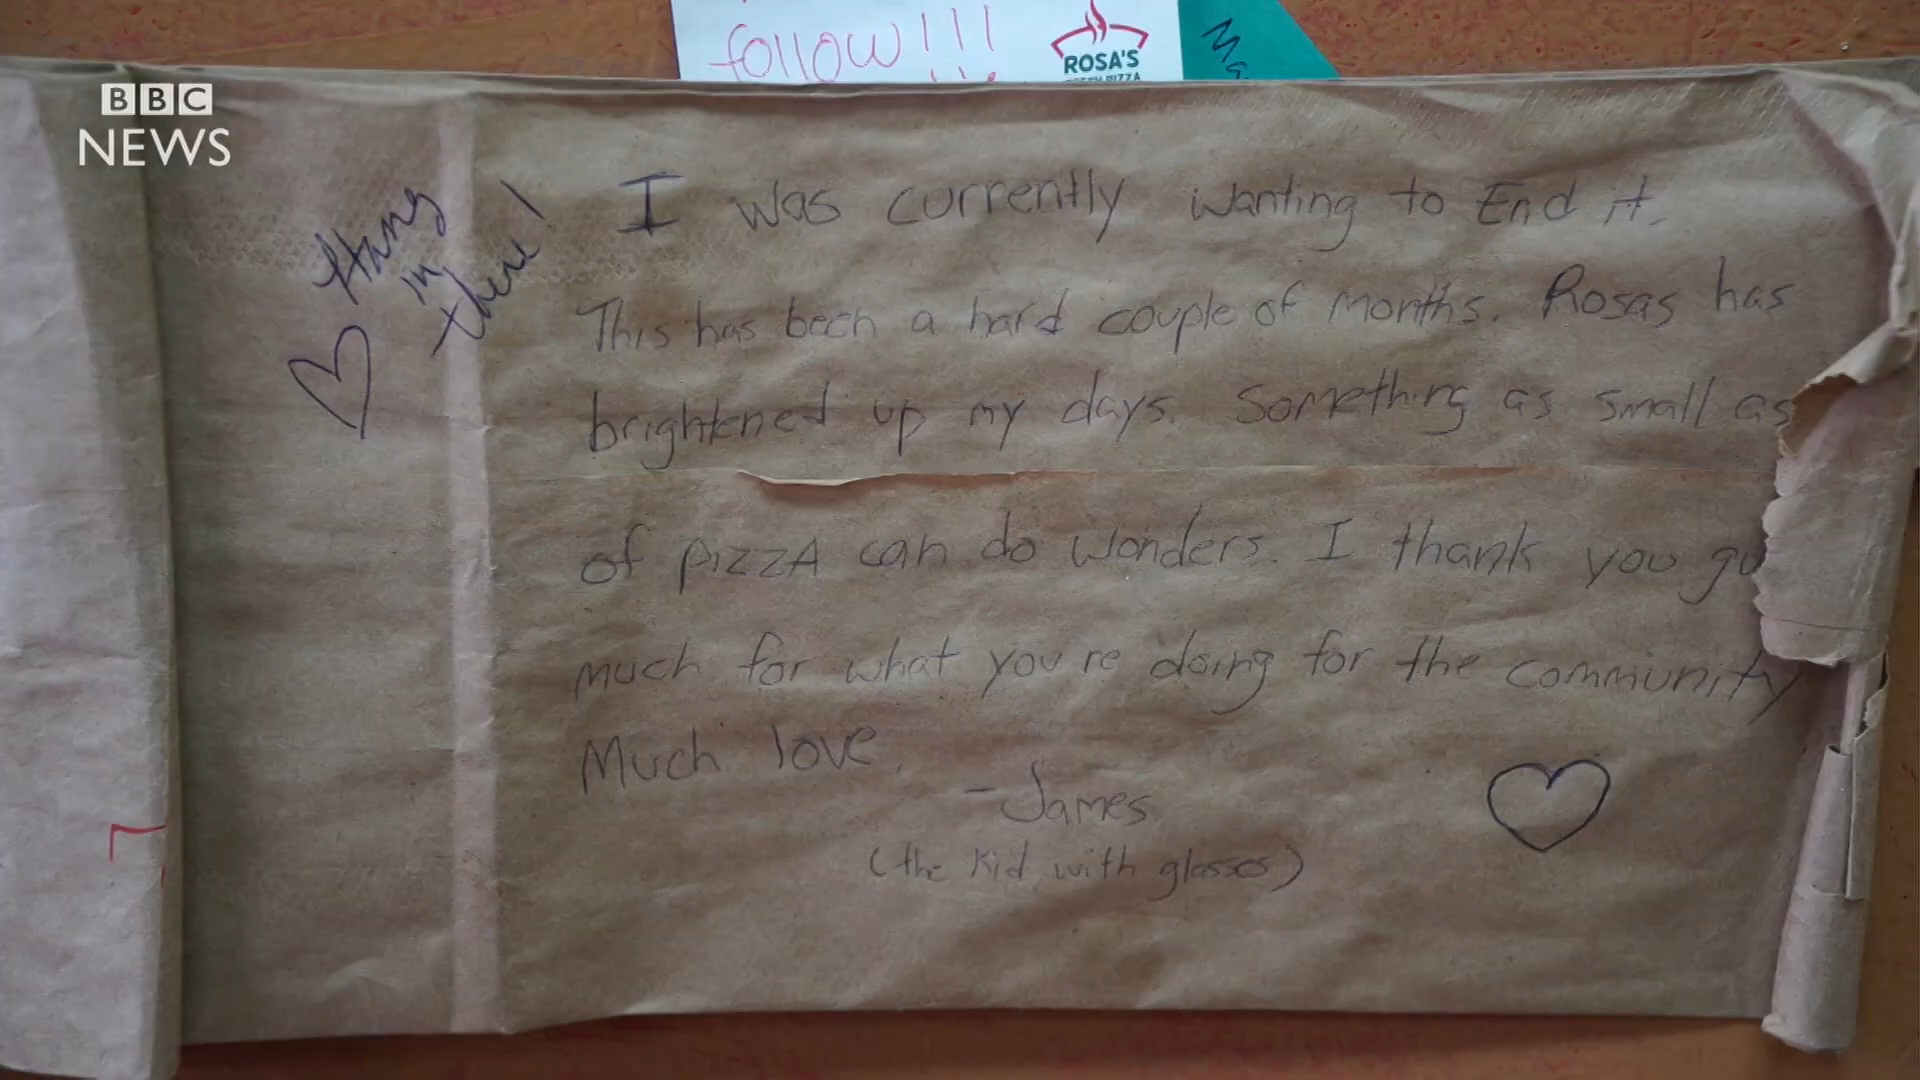 follow!!!
ROSA'S
BBC
NEWS
Hang
in
there!
I was currently wanting to End it.
This has been a hard couple of months. Rosas has
brightened up my days. Something as small as
of PIZZA can do wonders. I thank you gu
much for what you're doing for the community
Much love,
-James
(the kid with glasses)